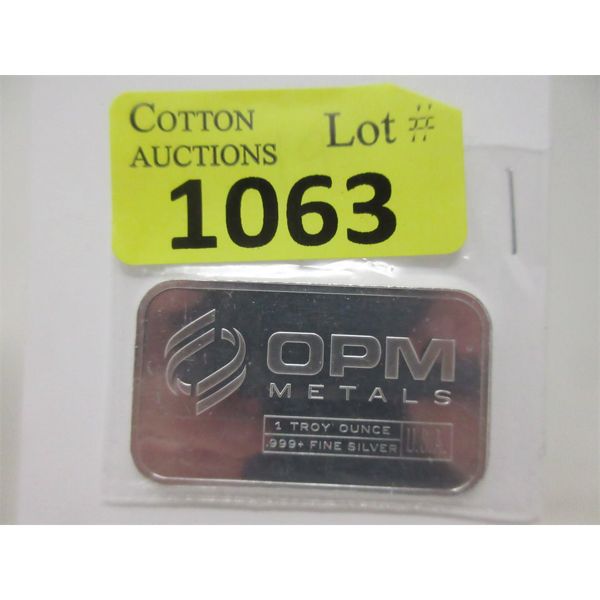 COTTON AUCTIONS Lot #
1063
OPM
METALS
1 TROY OUNCE
.999+ FINE SILVER
U.S.A.